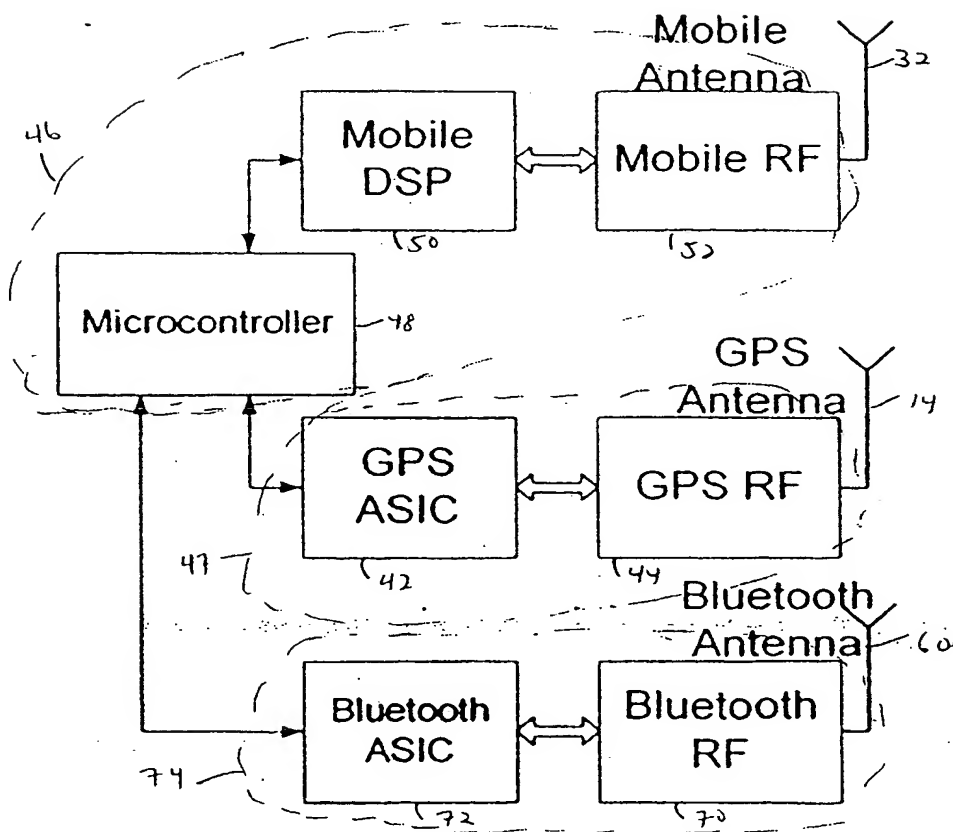 Mobile
Antenna
32
46
Mobile
DSP
Mobile RF
50
52
Microcontroller
48
GPS
Antenna
14
GPS
ASIC
GPS RF
47
42
44
Bluetooth
Antenna
60
Bluetooth
ASIC
Bluetooth
RF
74
72
70